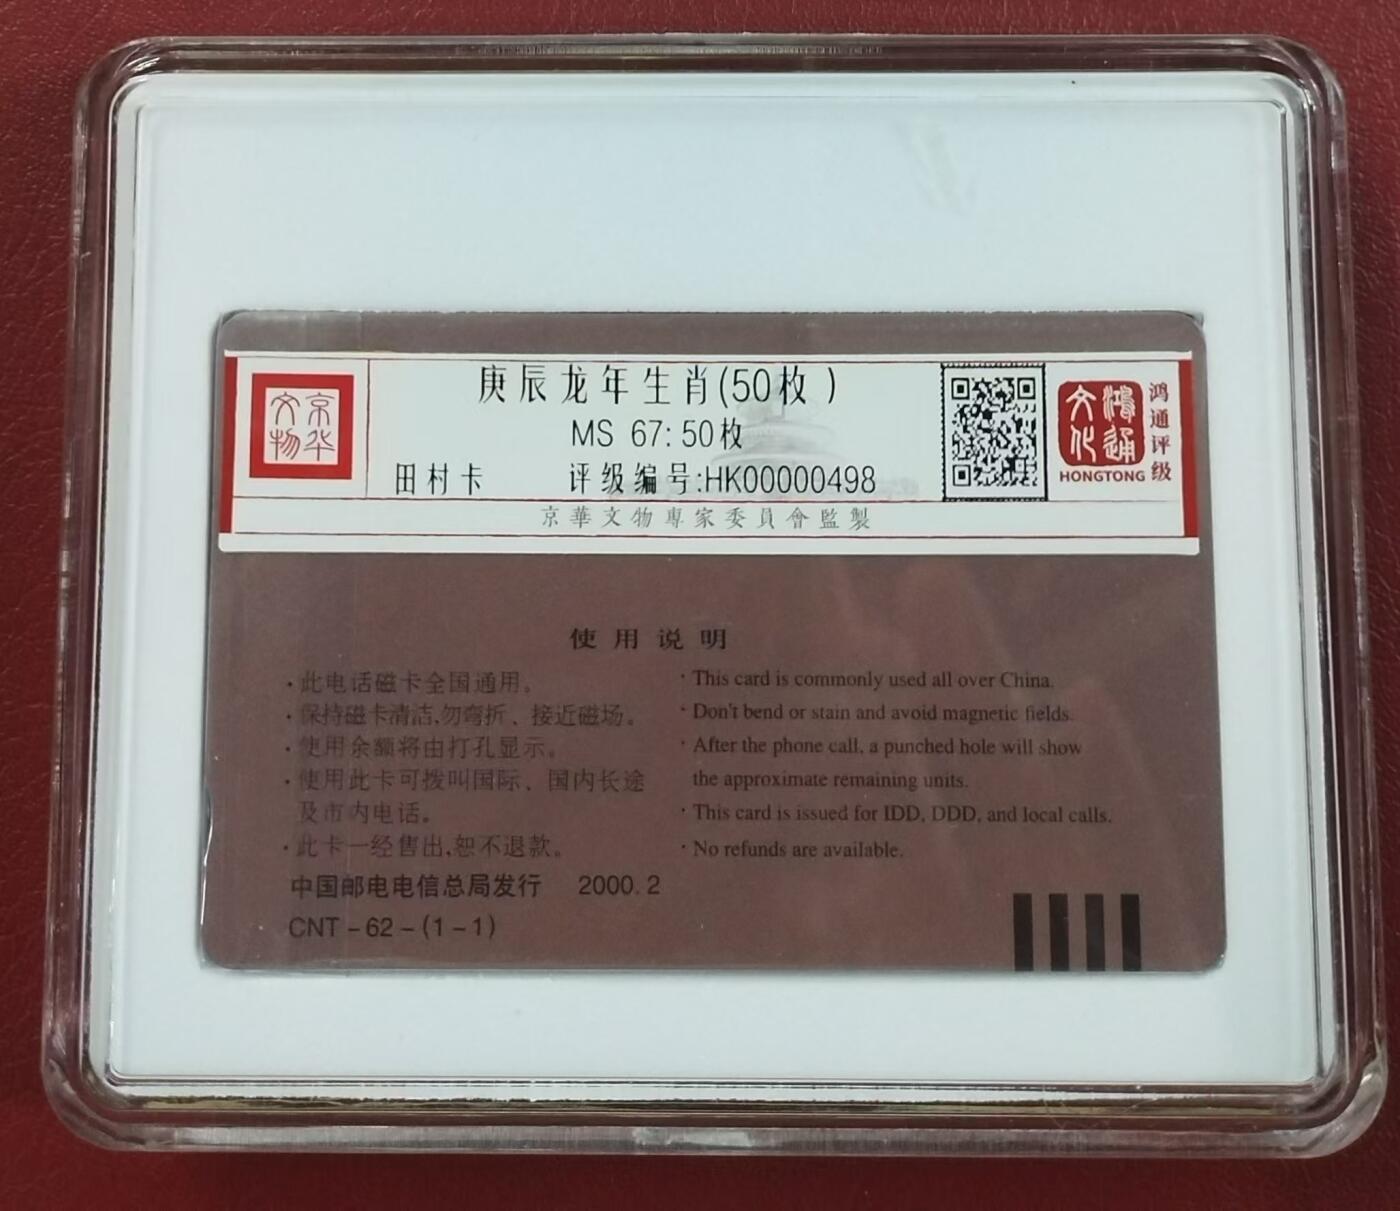 京华
文物
庚辰龙年生肖(50枚)
MS 67:50枚
田村卡 评级编号:HK00000498
京華文物專家委員會監製
鸿通
文化
HONGTONG
鸿通评级
使用说明
·此电话磁卡全国通用。
·保持磁卡清洁,勿弯折、接近磁场。
·使用余额将由打孔显示。
·使用此卡可拨叫国际、国内长途
及市内电话。
·此卡一经售出,恕不退款。
·This card is commonly used all over China.
·Don't bend or stain and avoid magnetic fields.
·After the phone call, a punched hole will show
the approximate remaining units.
·This card is issued for IDD, DDD, and local calls.
·No refunds are available.
中国邮电电信总局发行 2000.2
CNT-62-(1-1)